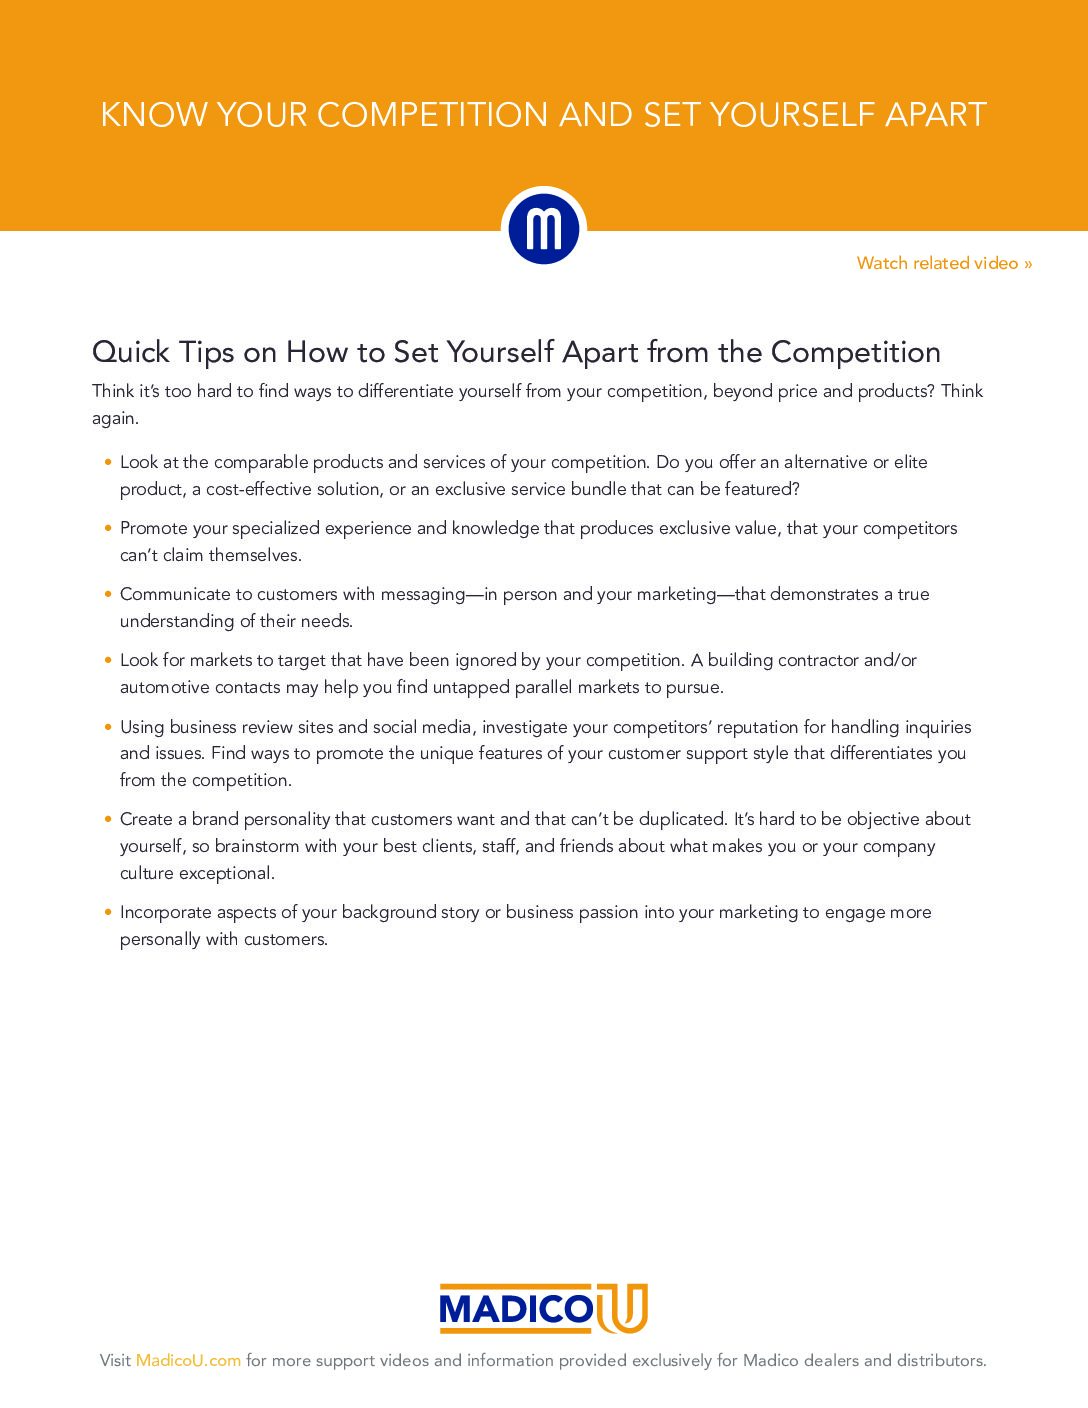 KNOW YOUR COMPETITION AND SET YOURSELF APART
m
Watch related video »
Quick Tips on How to Set Yourself Apart from the Competition
Think it’s too hard to find ways to differentiate yourself from your competition, beyond price and products? Think
again.
• Look at the comparable products and services of your competition. Do you offer an alternative or elite
product, a cost-effective solution, or an exclusive service bundle that can be featured?
• Promote your specialized experience and knowledge that produces exclusive value, that your competitors
can’t claim themselves.
• Communicate to customers with messaging—in person and your marketing—that demonstrates a true
understanding of their needs.
• Look for markets to target that have been ignored by your competition. A building contractor and/or
automotive contacts may help you find untapped parallel markets to pursue.
• Using business review sites and social media, investigate your competitors’ reputation for handling inquiries
and issues. Find ways to promote the unique features of your customer support style that differentiates you
from the competition.
• Create a brand personality that customers want and that can’t be duplicated. It’s hard to be objective about
yourself, so brainstorm with your best clients, staff, and friends about what makes you or your company
culture exceptional.
• Incorporate aspects of your background story or business passion into your marketing to engage more
personally with customers.
MADICO U
Visit MadicoU.com for more support videos and information provided exclusively for Madico dealers and distributors.